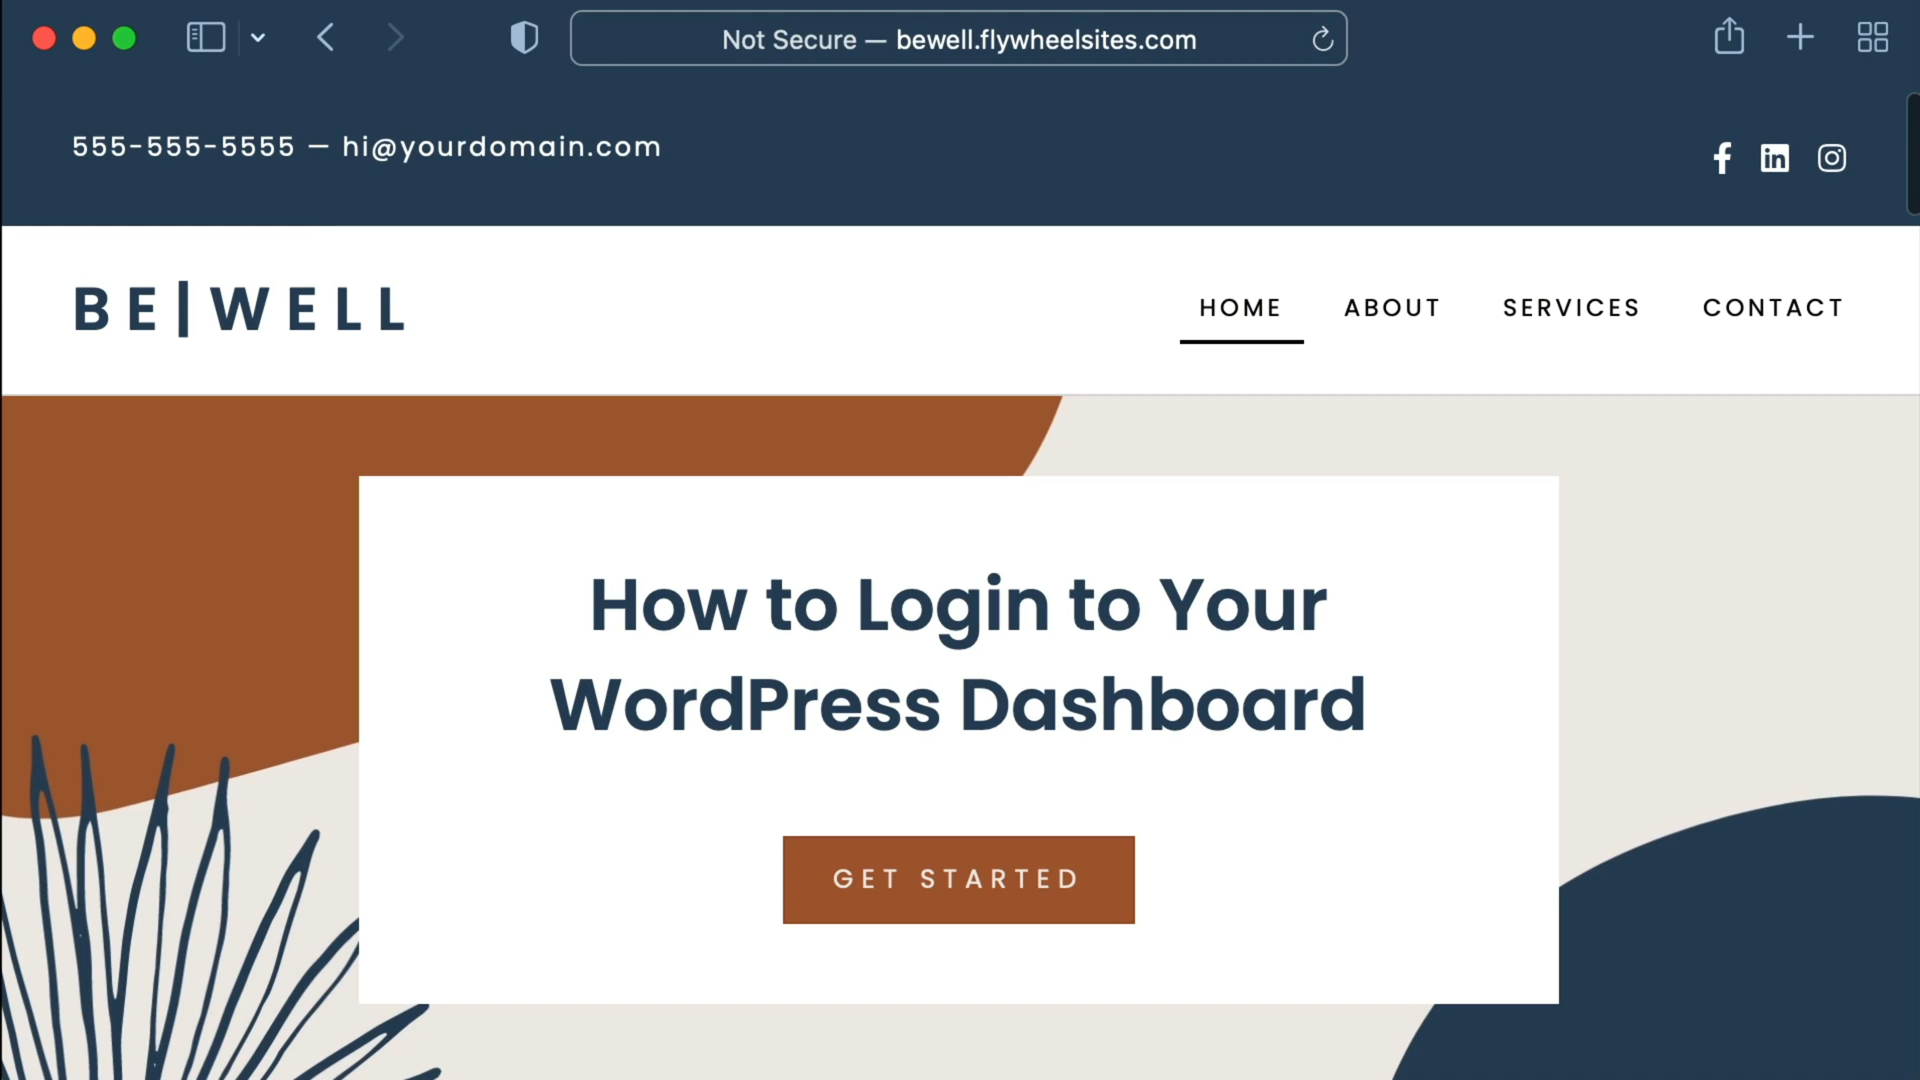 Not Secure — bewell.flywheelsites.com
555-555-5555 — hi@yourdomain.com
BE|WELL
HOME ABOUT SERVICES CONTACT
How to Login to Your
WordPress Dashboard
GET STARTED